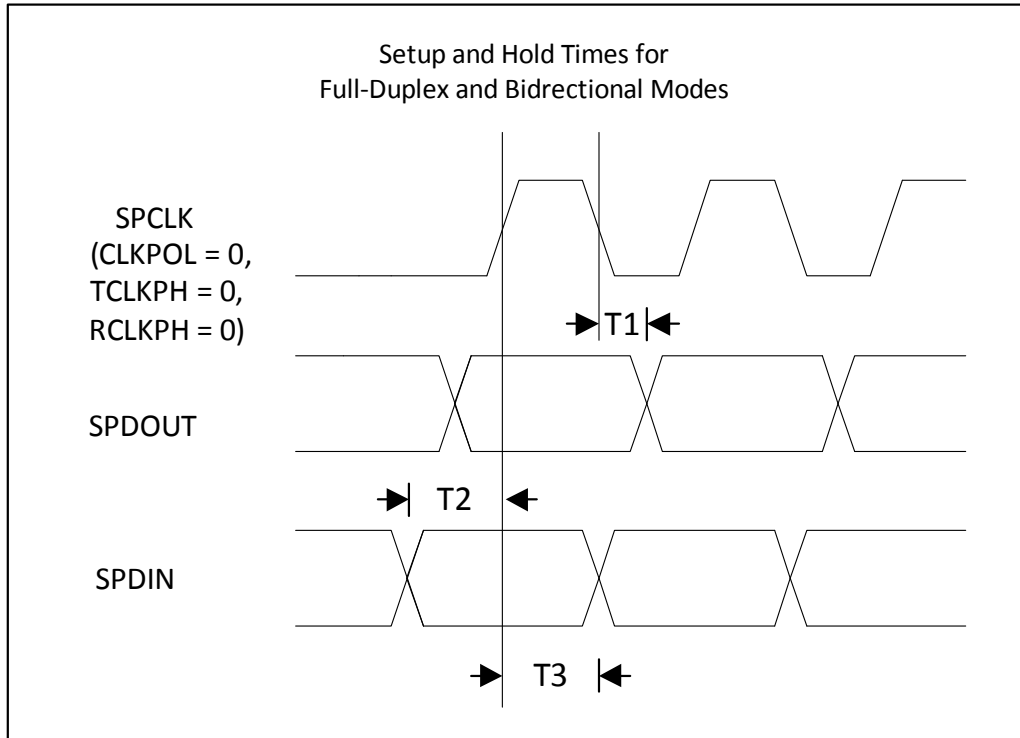 Setup and Hold Times for
Full-Duplex and Bidrectional Modes
SPCLK
(CLKPOL = 0,
TCLKPH = 0,
RCLKPH = 0)
T1
SPDOUT
T2
SPDIN
T3